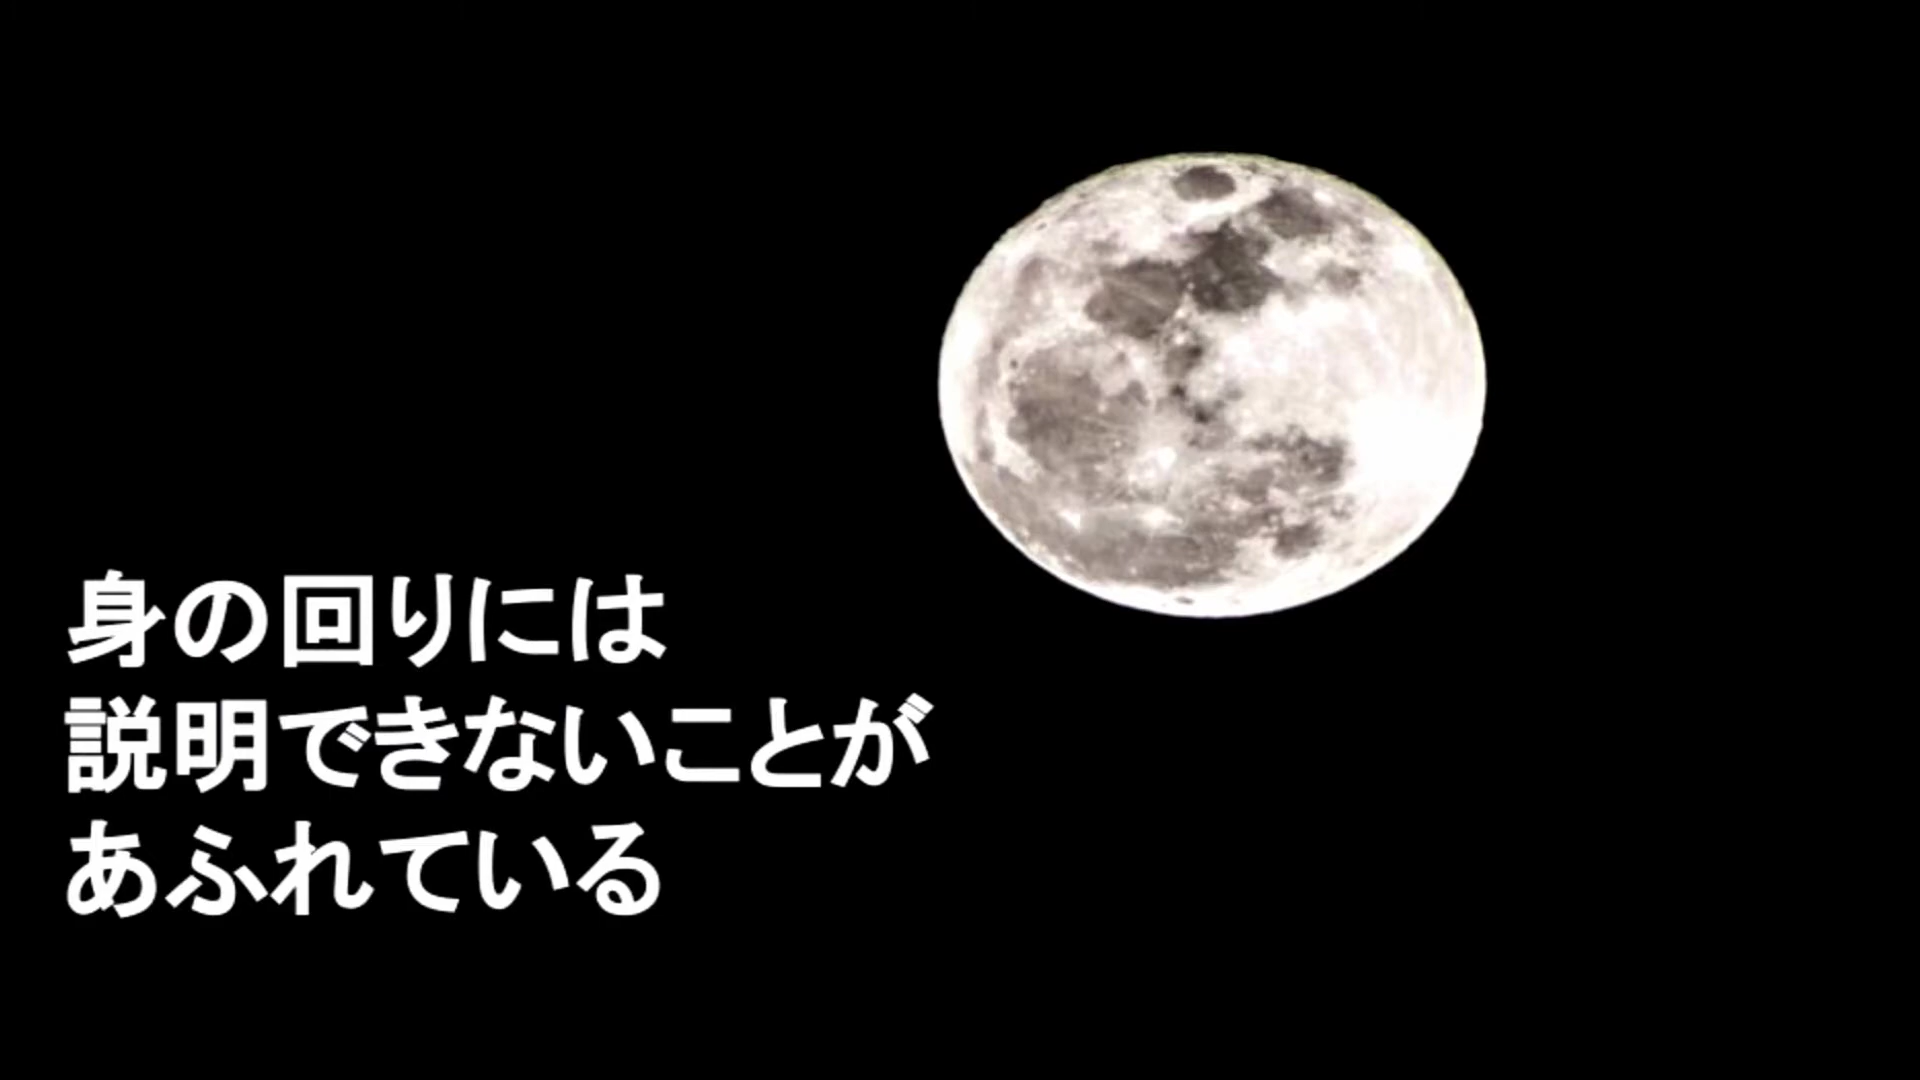 身の回りには
説明できないことが
あふれている